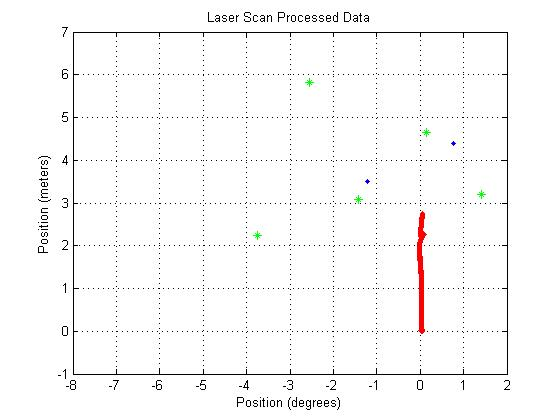 Laser Scan Processed Data
7
6
5
4
3
2
1
0
-1
Position (meters)
-8 -7 -6 -5 -4 -3 -2 -1 0 1 2
Position (degrees)